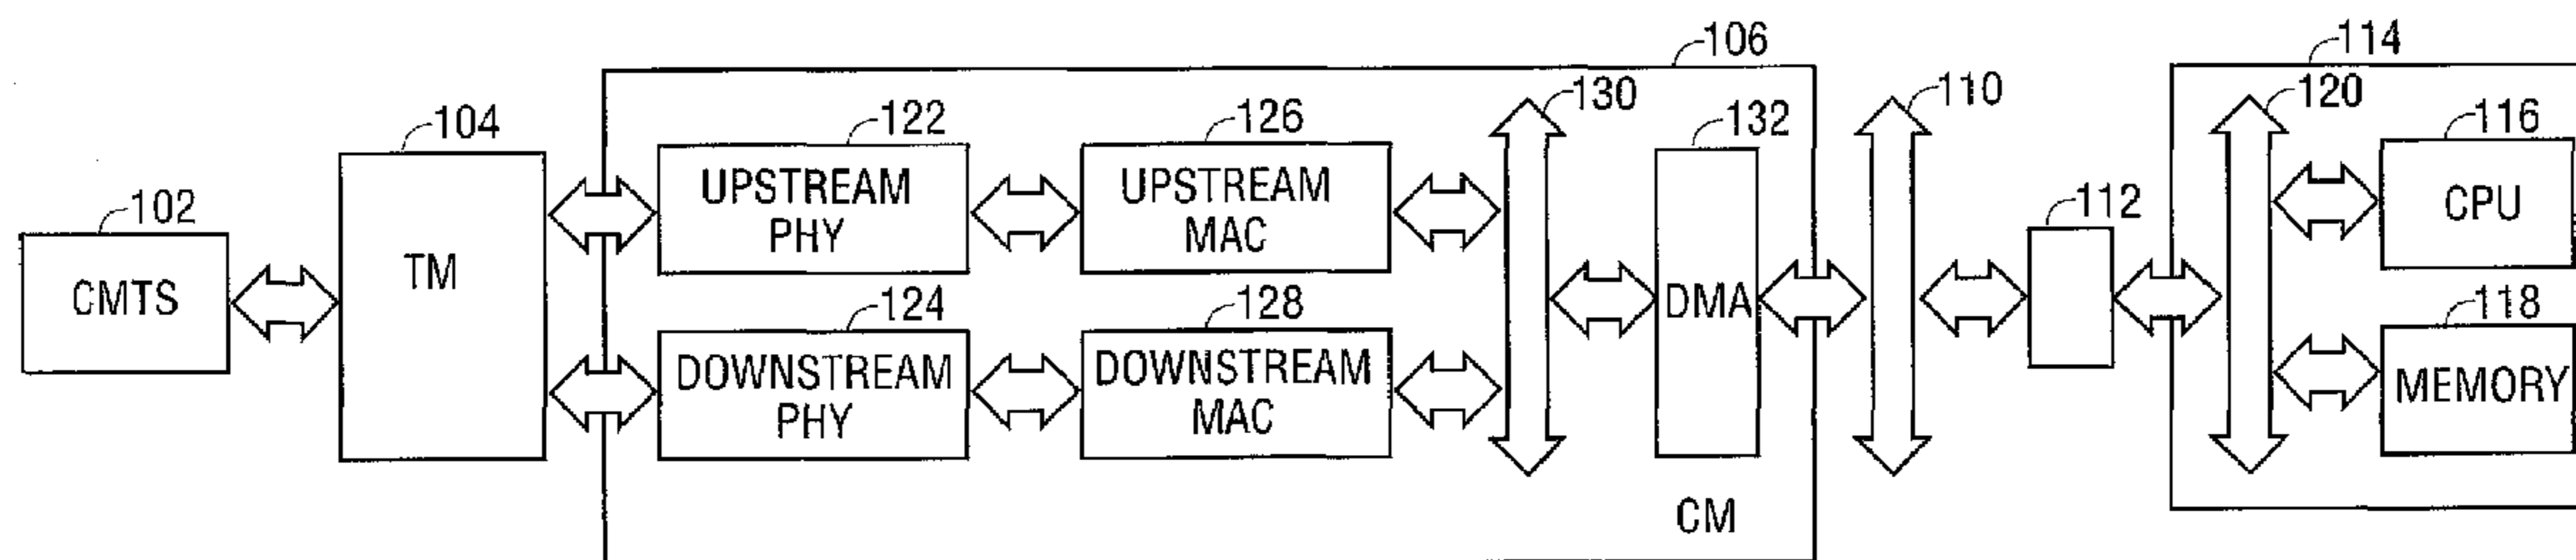 106
114
104
122
126
130
132
110
120
116
102
UPSTREAM
PHY
UPSTREAM
MAC
112
CPU
CMTS
TM
124
128
DMA
118
DOWNSTREAM
PHY
DOWNSTREAM
MAC
MEMORY
CM